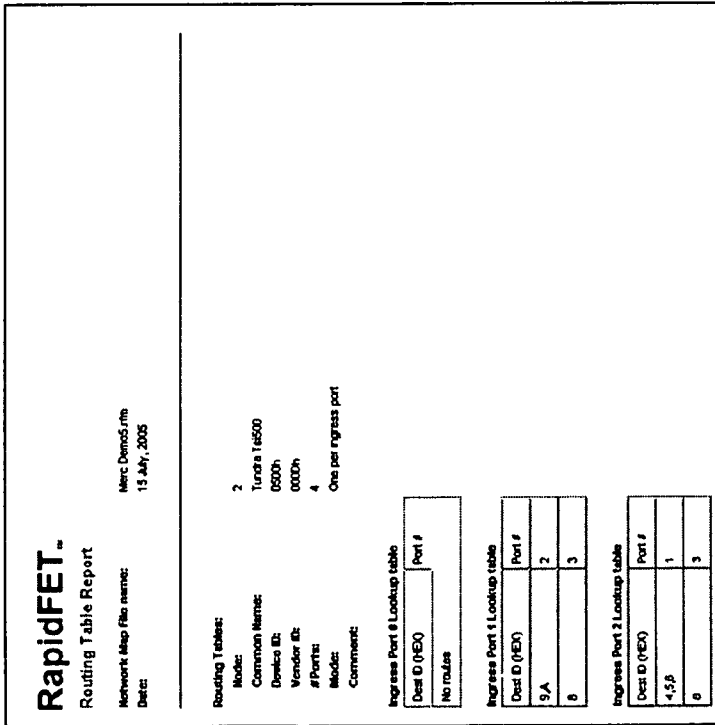 RapidFET™
Routing Table Report
Network Map File name: Merc Demo5.rfm
Date: 15 July, 2005
Routing Tables:
Node: 2
Common Name: Tundra Tsi500
Device ID: 0500h
Vendor ID: 000Dh
# Ports: 4
Mode: One per ingress port
Comment:
Ingress Port 0 Lookup table
Dest ID (HEX) Port #
No routes
Ingress Port 1 Lookup table
Dest ID (HEX) Port #
9,A 2
8 3
Ingress Port 2 Lookup table
Dest ID (HEX) Port #
4,5,6 1
8 3